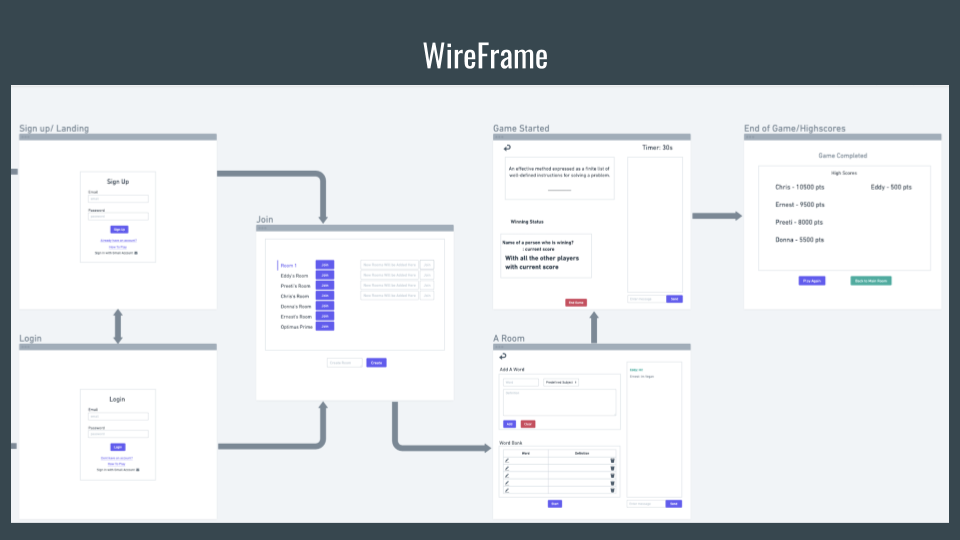 WireFrame
Sign up/ Landing
Sign Up
Email
Password
Sign Up
Already have an account?
How To Play
Sign in with Gmail Account
Login
Login
Email
Password
Login
How To Play
Sign in with Gmail Account
Join
Room 1 Join
Eddy's Room Join
Preeti's Room Join
Chris's Room Join
Donna's Room Join
Ernest's Room Join
Optimus Prime Join
Create
Game Started
Timer: 30s
An effective method expressed as a finite list of
well-defined instructions for solving a problem.
Winning Status
Name of a person who is wining?
: current score
With all the other players
with current score
End Game
Send
A Room
Add A Word
Add
Clear
Word Bank
Word Definition
Start
Send
End of Game/Highscores
Game Completed
High Scores
Chris - 10500 pts Eddy - 500 pts
Ernest - 9500 pts
Preeti - 8000 pts
Donna - 5500 pts
Play Again
Back to Main Room